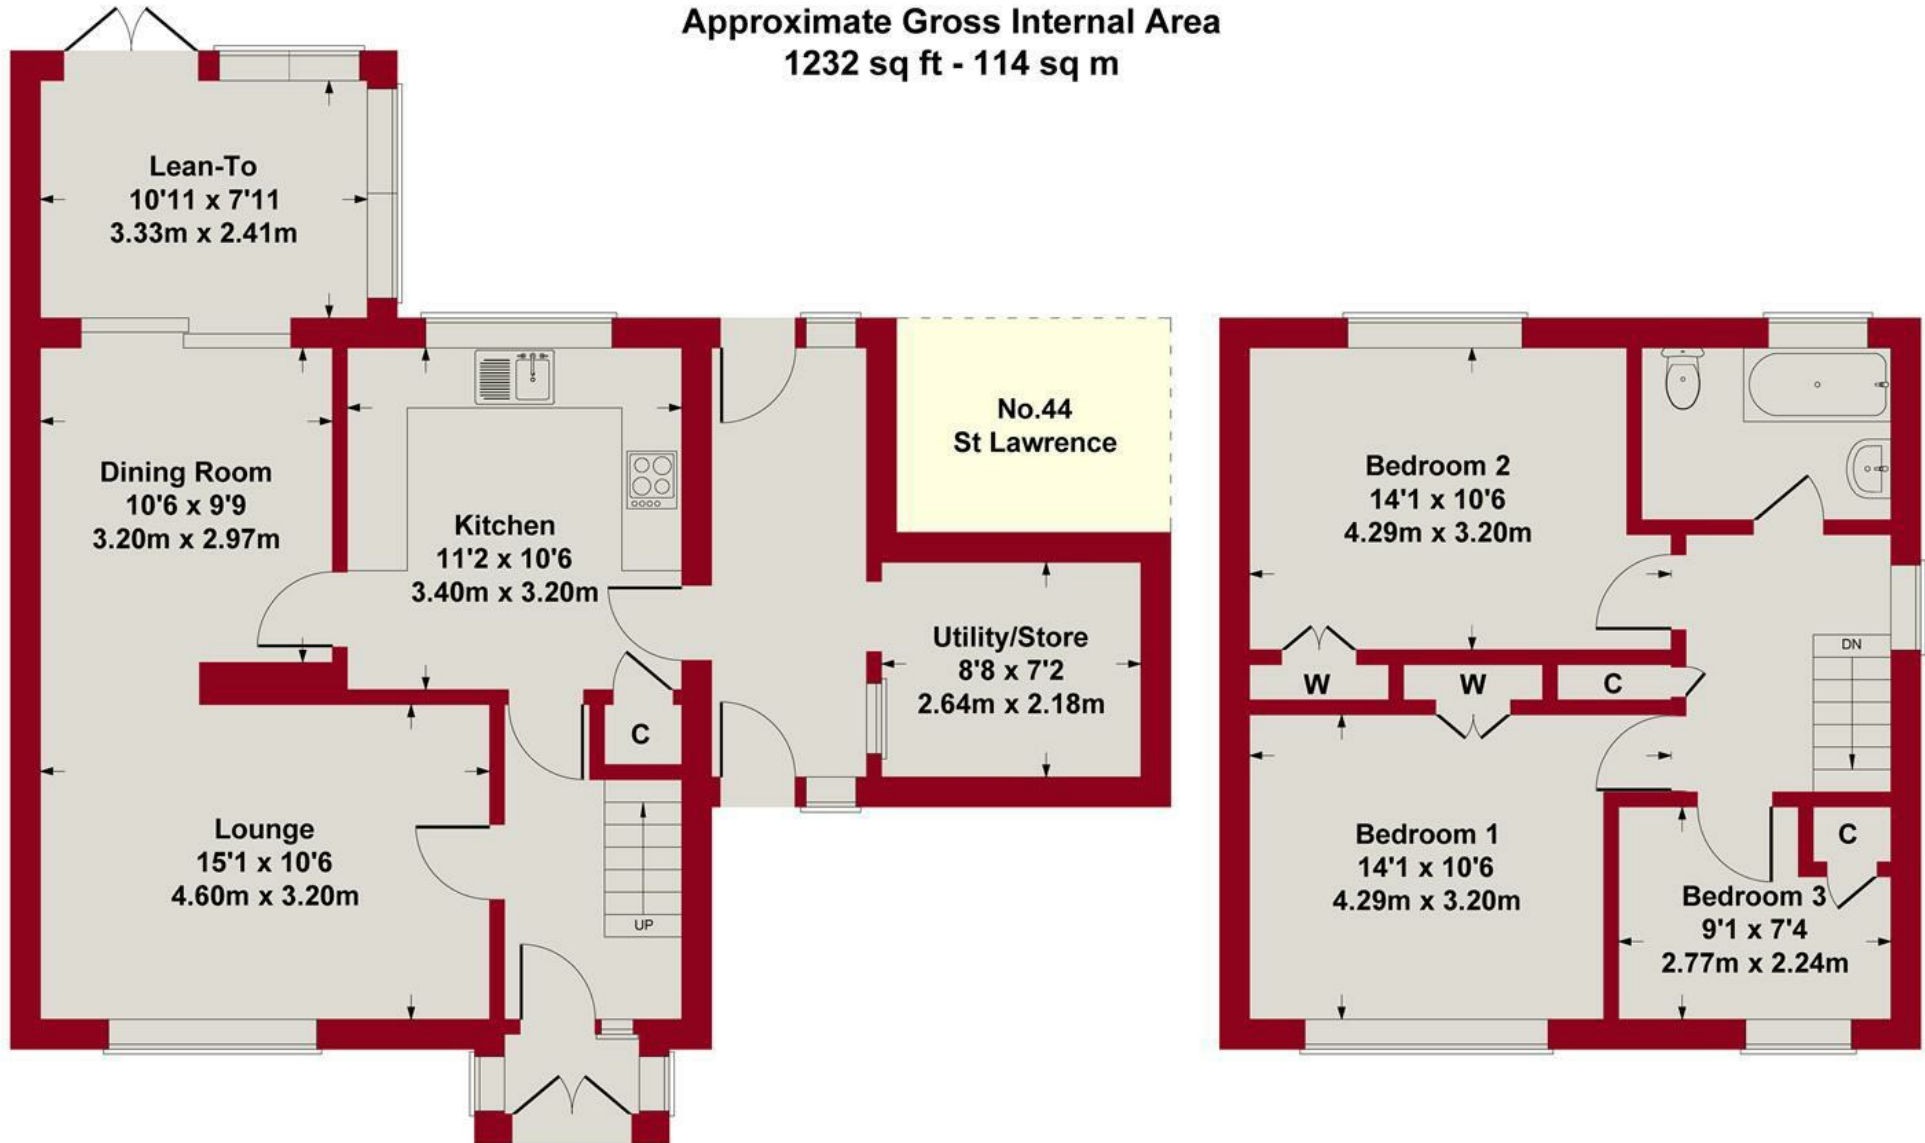 Approximate Gross Internal Area
1232 sq ft - 114 sq m
Lean-To
10'11 x 7'11
3.33m x 2.41m
Dining Room
10'6 x 9'9
3.20m x 2.97m
Kitchen
11'2 x 10'6
3.40m x 3.20m
No.44
St Lawrence
Utility/Store
8'8 x 7'2
2.64m x 2.18m
C
Lounge
15'1 x 10'6
4.60m x 3.20m
UP
Bedroom 2
14'1 x 10'6
4.29m x 3.20m
DN
W
W
C
Bedroom 1
14'1 x 10'6
4.29m x 3.20m
C
Bedroom 3
9'1 x 7'4
2.77m x 2.24m